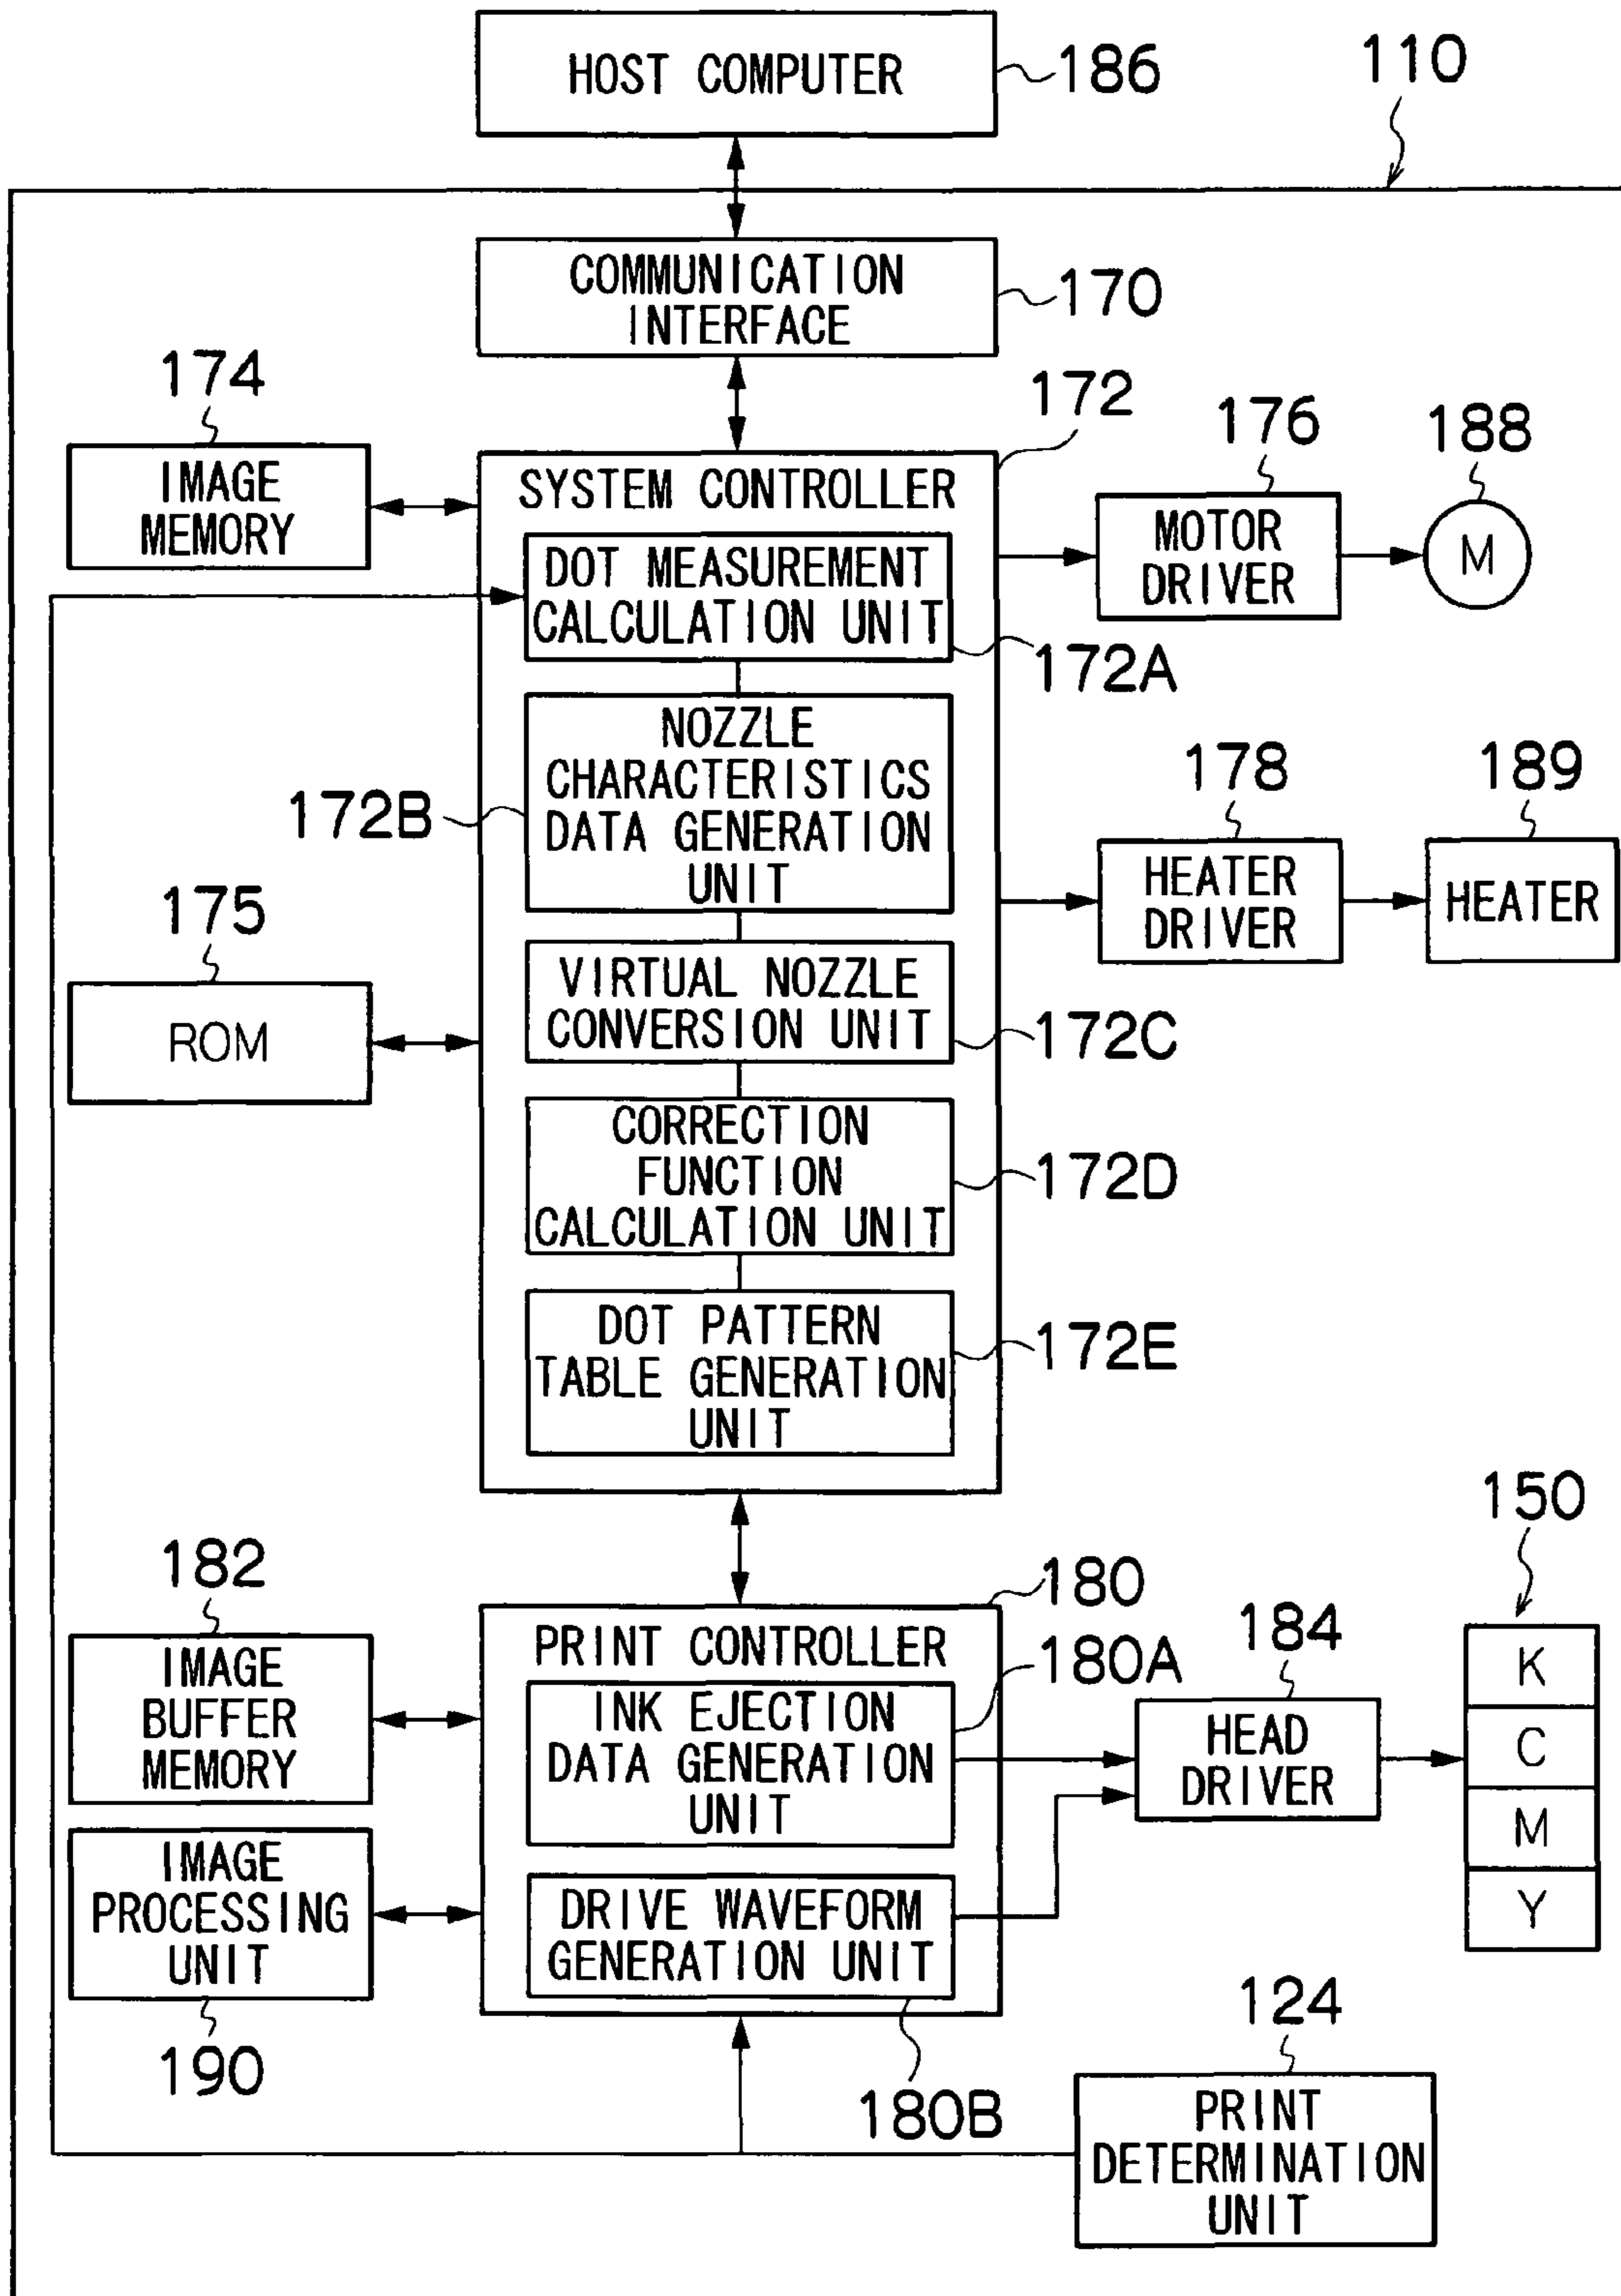 HOST COMPUTER
186
110
COMMUNICATION
INTERFACE
170
174
IMAGE
MEMORY
172
SYSTEM CONTROLLER
176
MOTOR
DRIVER
188
M
DOT MEASUREMENT
CALCULATION UNIT
172A
NOZZLE
CHARACTERISTICS
DATA GENERATION
UNIT
172B
178
HEATER
DRIVER
189
HEATER
175
ROM
VIRTUAL NOZZLE
CONVERSION UNIT
172C
CORRECTION
FUNCTION
CALCULATION UNIT
172D
DOT PATTERN
TABLE GENERATION
UNIT
172E
150
182
IMAGE
BUFFER
MEMORY
180
PRINT CONTROLLER
180A
INK EJECTION
DATA GENERATION
UNIT
184
HEAD
DRIVER
K
C
M
Y
IMAGE
PROCESSING
UNIT
190
DRIVE WAVEFORM
GENERATION UNIT
180B
124
PRINT
DETERMINATION
UNIT